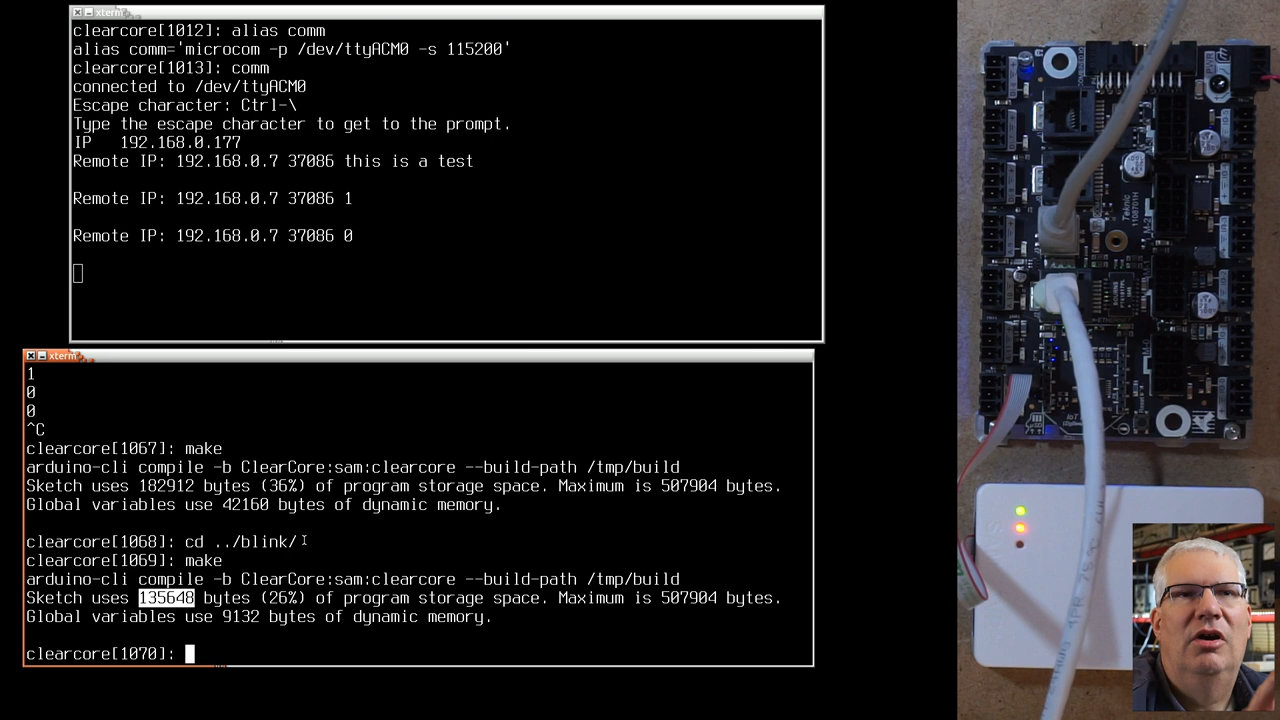 xterm
clearcore[1012]: alias comm
alias comm='microcom -p /dev/ttyACM0 -s 115200'
clearcore[1013]: comm
connected to /dev/ttyACM0
Escape character: Ctrl-\
Type the escape character to get to the prompt.
IP   192.168.0.177
Remote IP: 192.168.0.7 37086 this is a test
Remote IP: 192.168.0.7 37086 1
Remote IP: 192.168.0.7 37086 0
xterm
1
0
0
^C
clearcore[1067]: make
arduino-cli compile -b ClearCore:sam:clearcore --build-path /tmp/build
Sketch uses 182912 bytes (36%) of program storage space. Maximum is 507904 bytes.
Global variables use 42160 bytes of dynamic memory.
clearcore[1068]: cd ../blink/
clearcore[1069]: make
arduino-cli compile -b ClearCore:sam:clearcore --build-path /tmp/build
Sketch uses 135648 bytes (26%) of program storage space. Maximum is 507904 bytes.
Global variables use 9132 bytes of dynamic memory.
clearcore[1070]:
PWR
Teknic
M-2
M-0
IoT